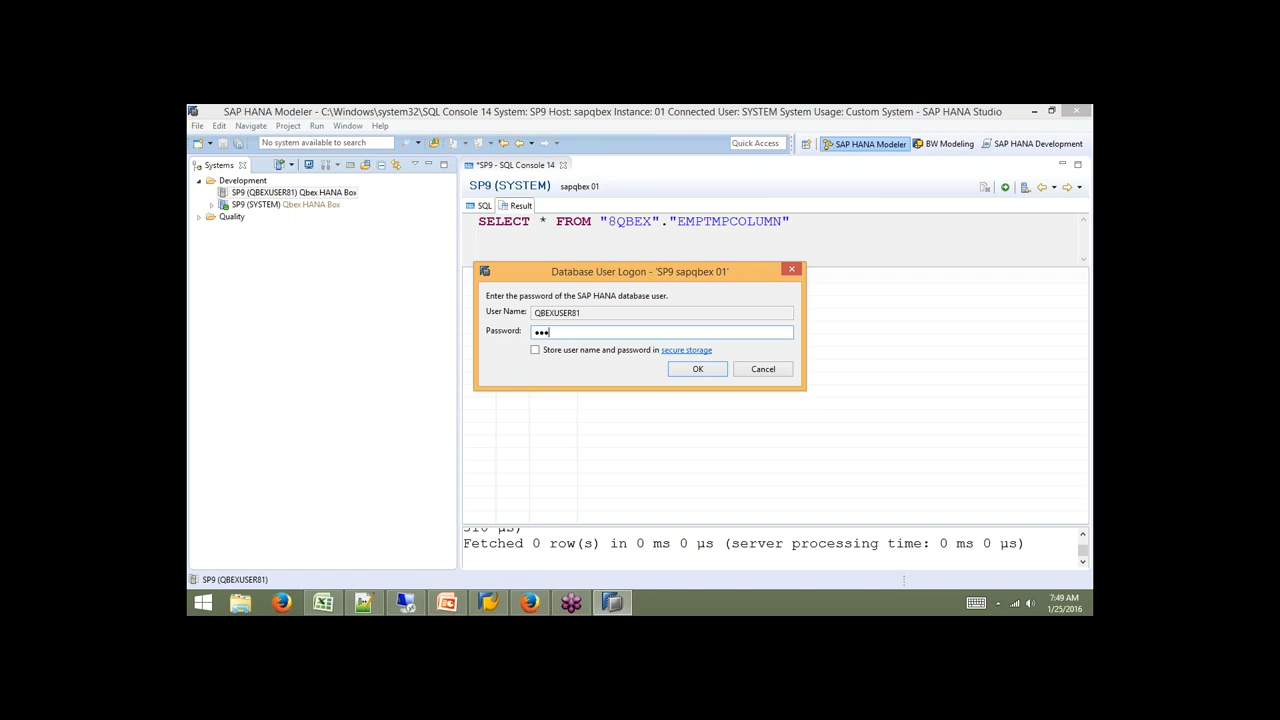 SAP HANA Modeler - C:\Windows\system32\SQL Console 14 System: SP9 Host: sapqbex Instance: 01 Connected User: SYSTEM System Usage: Custom System - SAP HANA Studio
File Edit Navigate Project Run Window Help
No system available to search
Quick Access
SAP HANA Modeler
BW Modeling
SAP HANA Development
Systems
*SP9 - SQL Console 14
Development
SP9 (QBEXUSER81) Qbex HANA Box
SP9 (SYSTEM) Qbex HANA Box
Quality
SP9 (SYSTEM) sapqbex 01
SQL Result
SELECT * FROM "8QBEX"."EMPTMPCOLUMN"
Database User Logon - 'SP9 sapqbex 01'
Enter the password of the SAP HANA database user.
User Name: QBEXUSER81
Password: •••
Store user name and password in secure storage
OK Cancel
Fetched 0 row(s) in 0 ms 0 µs (server processing time: 0 ms 0 µs)
SP9 (QBEXUSER81)
7:49 AM
1/25/2016